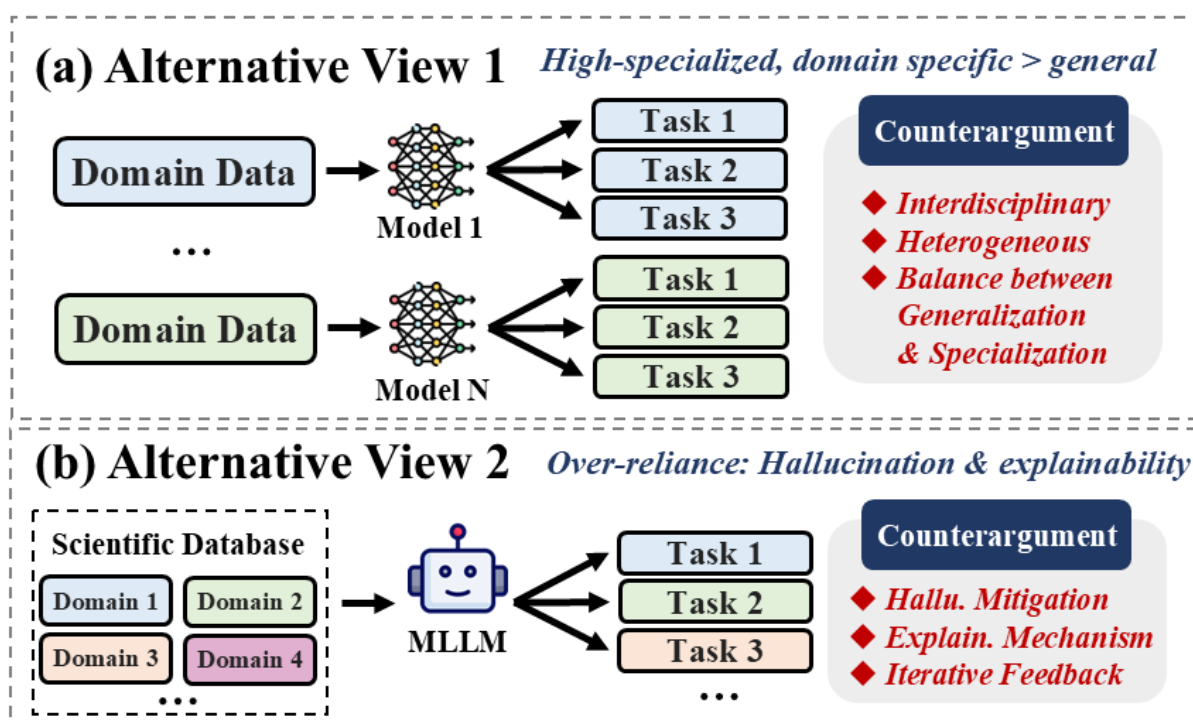 (a) Alternative View 1
High-specialized, domain specific > general
Domain Data
...
Domain Data
Model 1
Model N
Task 1
Task 2
Task 3
Task 1
Task 2
Task 3
Counterargument
◆ Interdisciplinary
◆ Heterogeneous
◆ Balance between
Generalization
& Specialization
(b) Alternative View 2
Over-reliance: Hallucination & explainability
Scientific Database
Domain 1
Domain 2
Domain 3
Domain 4
...
MLLM
Task 1
Task 2
Task 3
...
Counterargument
◆ Hallu. Mitigation
◆ Explain. Mechanism
◆ Iterative Feedback